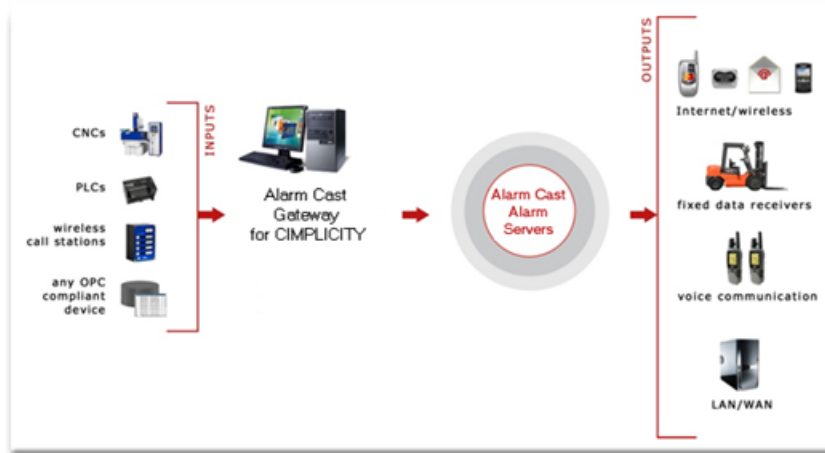 CNCs
PLCs
wireless
call stations
any OPC
compliant
device
INPUTS
Alarm Cast
Gateway
for CIMPLICITY
Alarm Cast
Alarm
Servers
OUTPUTS
Internet/wireless
fixed data receivers
voice communication
LAN/WAN